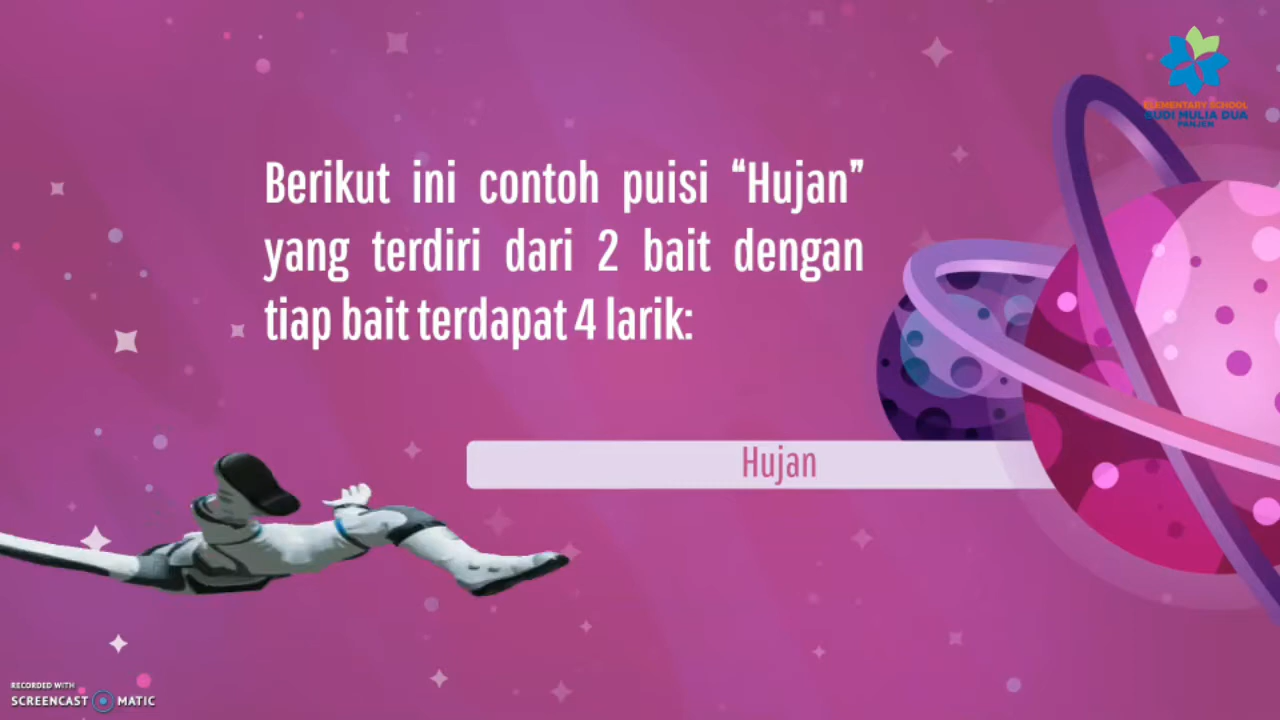 ELEMENTARY SCHOOL
BUDI MULIA DUA
PANJEN
Berikut ini contoh puisi “Hujan”
yang terdiri dari 2 bait dengan
tiap bait terdapat 4 larik:
Hujan
RECORDED WITH
SCREENCAST MATIC